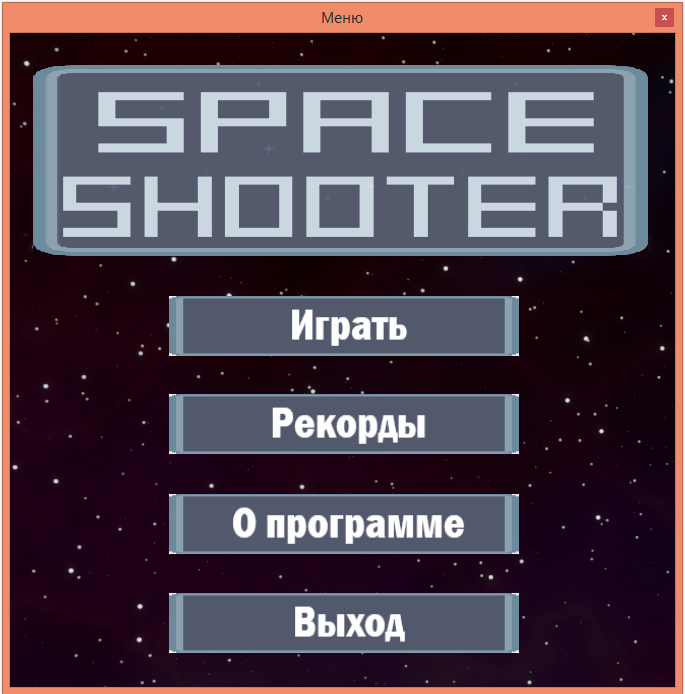 Меню
x
SPACE
SHOOTER
Играть
Рекорды
О программе
Выход